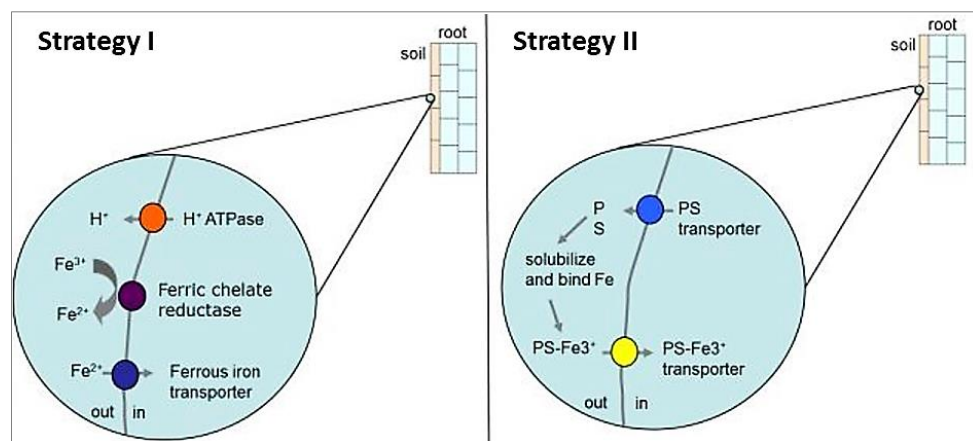 Strategy I
root
soil
H⁺
H⁺ ATPase
Fe³⁺
Fe²⁺
Ferric chelate
reductase
Fe²⁺
Ferrous iron
transporter
out
in
Strategy II
root
soil
P
S
PS
transporter
solubilize
and bind Fe
PS-Fe3⁺
PS-Fe3⁺
transporter
out
in